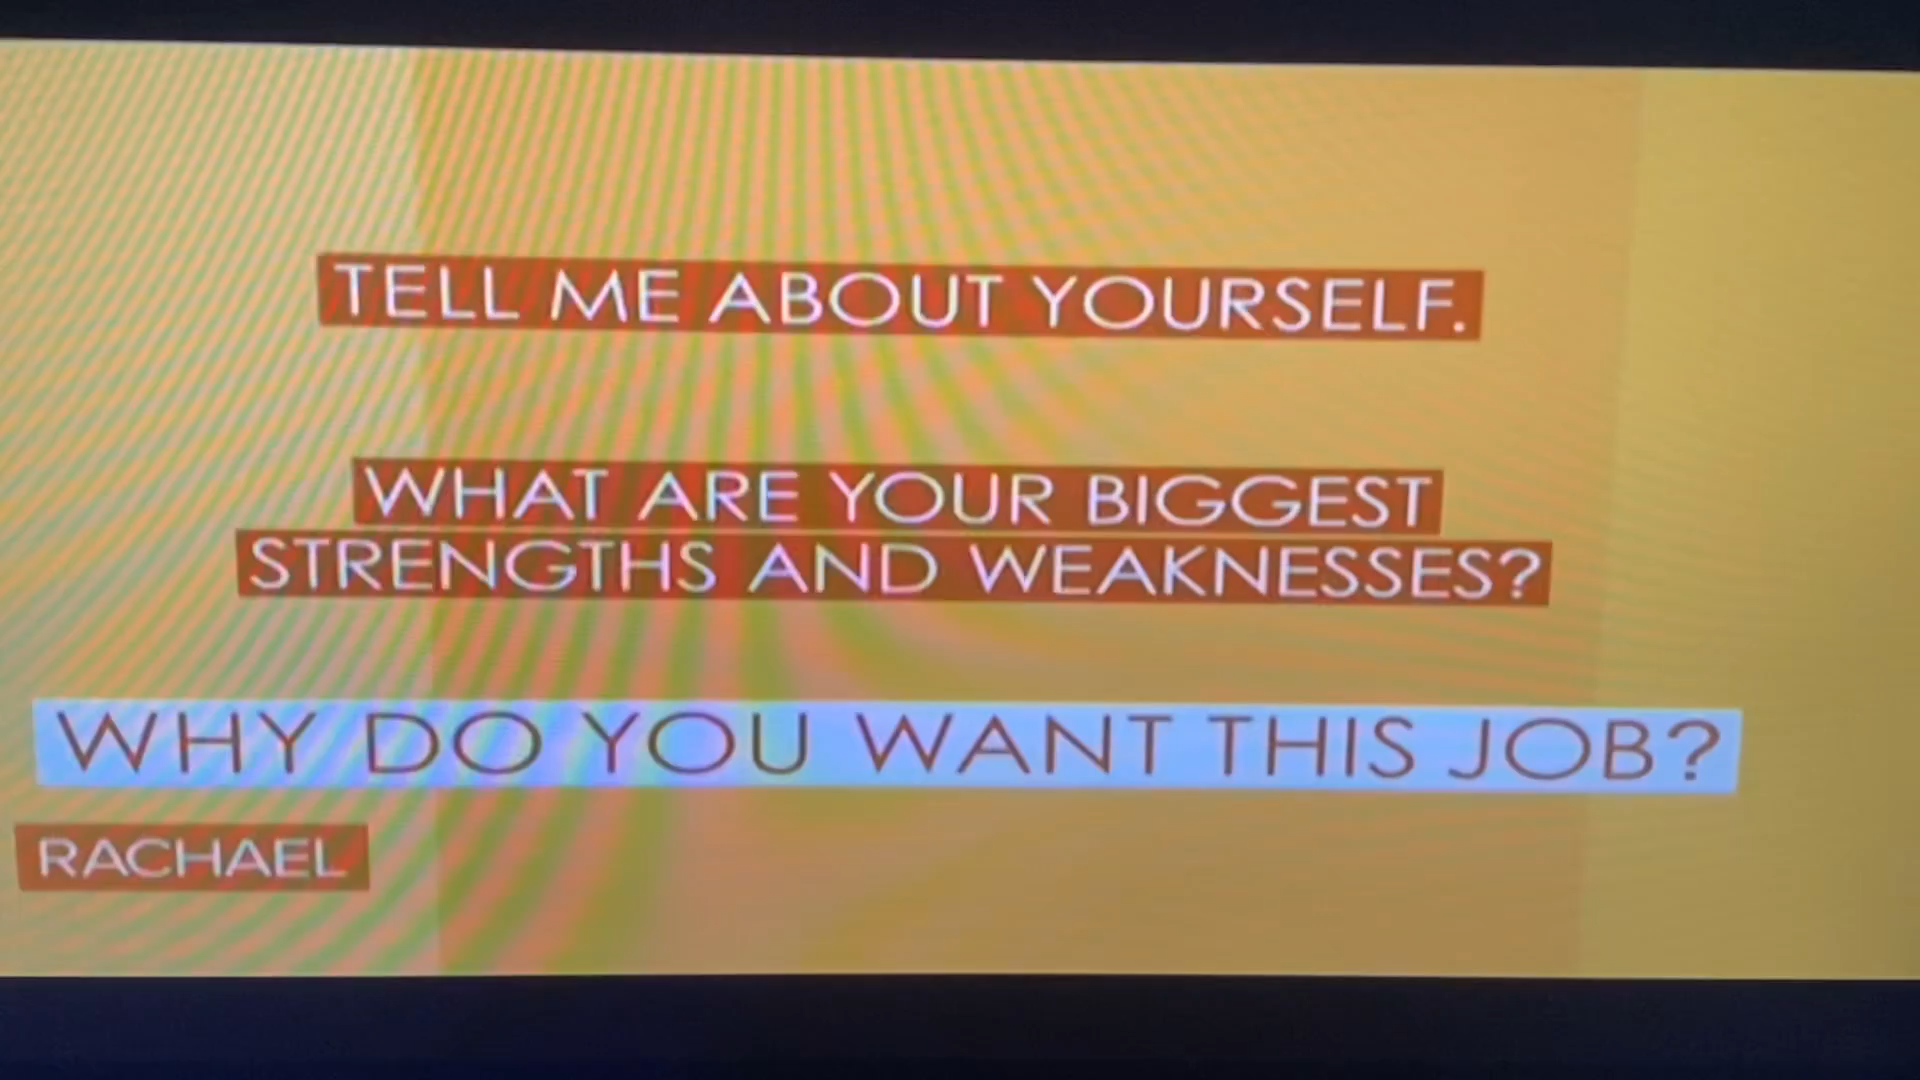 TELL ME ABOUT YOURSELF.
WHAT ARE YOUR BIGGEST
STRENGTHS AND WEAKNESSES?
WHY DO YOU WANT THIS JOB?
RACHAEL